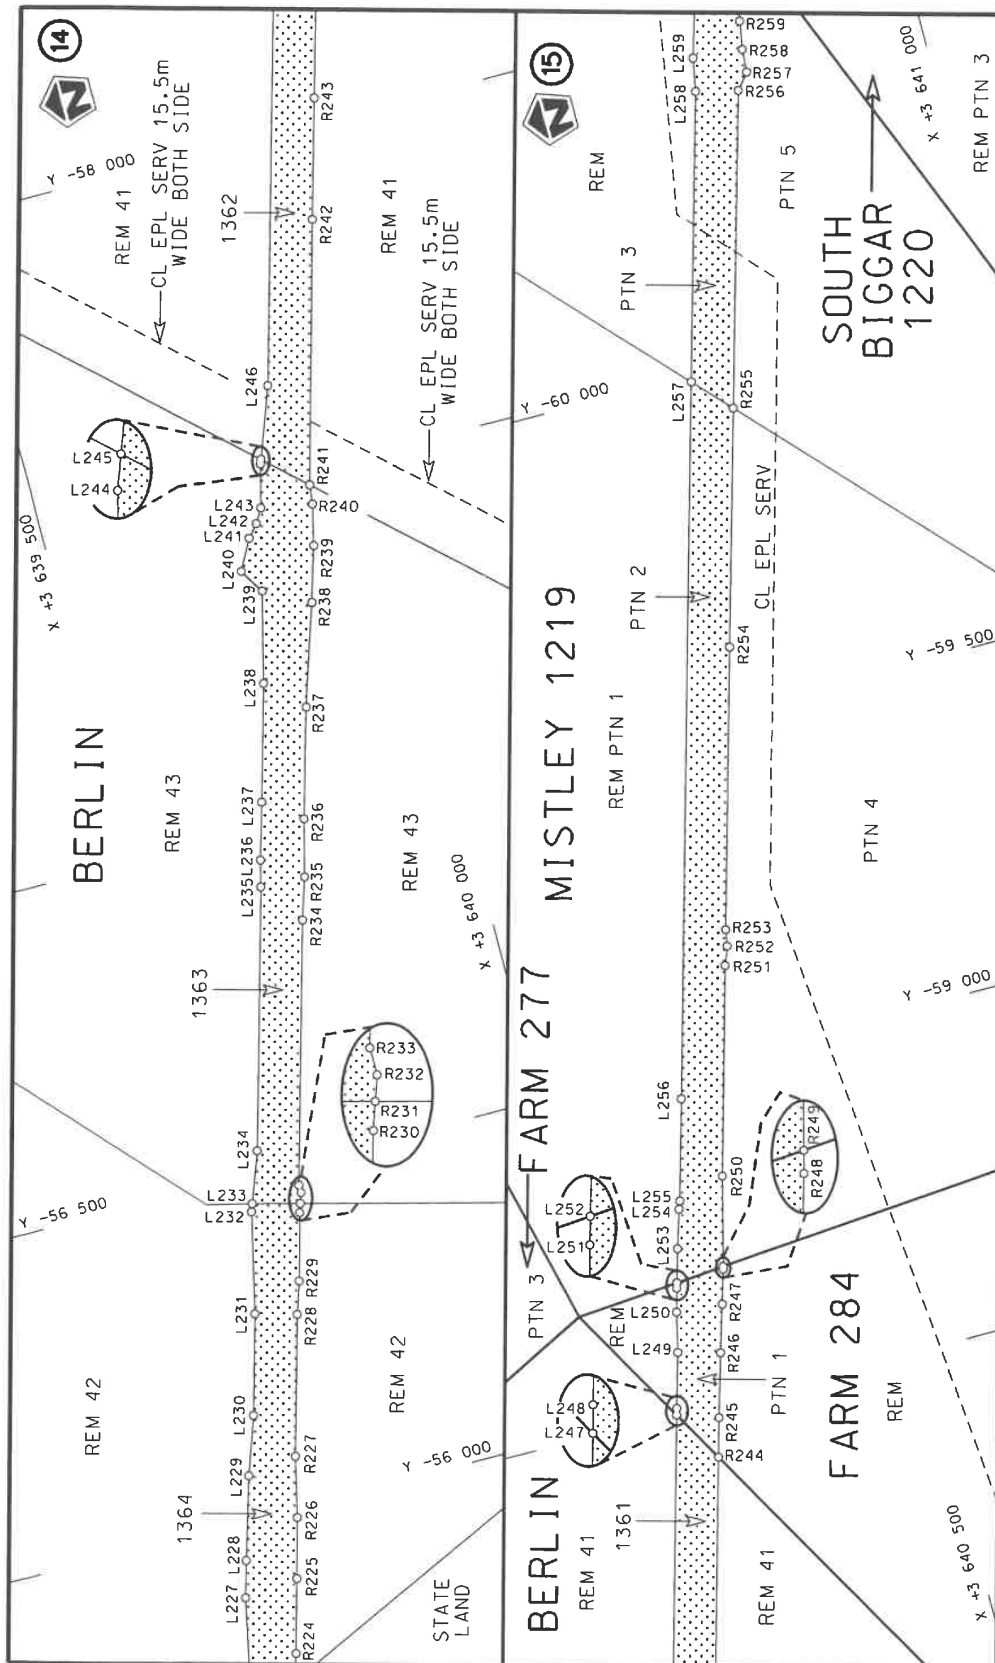 14
N
Y -58 000
REM 41
CL EPL SERV 15.5m
WIDE BOTH SIDE
1362
R243
R242
REM 41
L246
CL EPL SERV 15.5m
WIDE BOTH SIDE
L245
L244
L243
L242
L241
L240
L239
R241
R240
R239
R238
X +3 639 500
L238
R237
BERLIN
REM 43
L237
L236
L235
R236
R235
R234
REM 43
X +3 640 000
1363
R233
R232
R231
R230
L234
L233
L232
Y -56 500
R229
R228
L231
REM 42
REM 42
L230
R227
Y -56 000
L229
1364
R226
L228
R225
L227
R224
STATE
LAND
15
N
R259
R258
R257
R256
L259
L258
X +3 641 000
REM PTN 3
REM
PTN 5
SOUTH
BIGGAR
1220
PTN 3
L257
R255
Y -60 000
CL EPL SERV
PTN 2
R254
Y -59 500
MISTLEY 1219
REM PTN 1
PTN 4
R253
R252
R251
Y -59 000
FARM 277
L256
R250
R249
R248
L255
L254
L253
L252
L251
L250
L249
R247
R246
PTN 3
REM
PTN 1
FARM 284
REM
L248
L247
R245
R244
BERLIN
REM 41
1361
REM 41
X +3 640 500